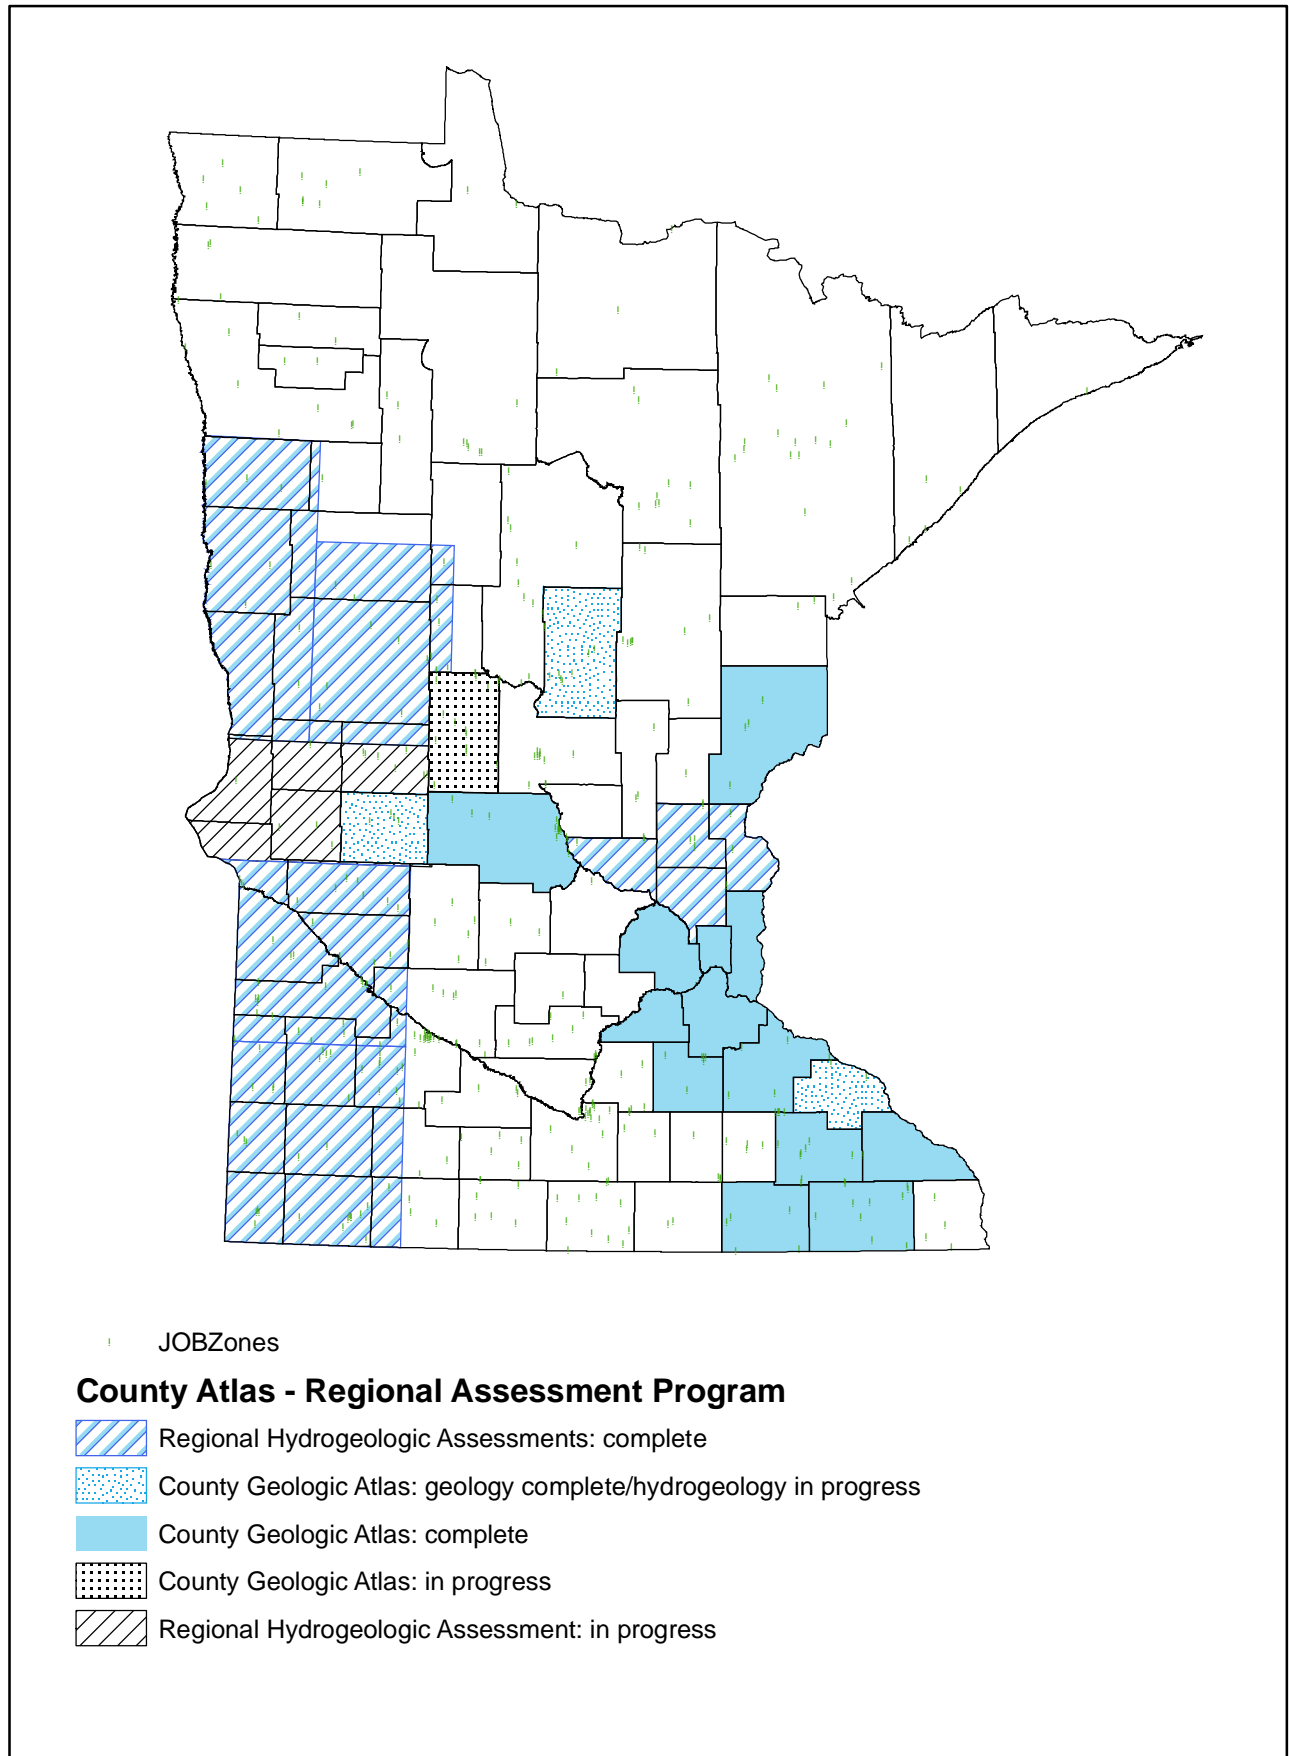 JOBZones
County Atlas - Regional Assessment Program
Regional Hydrogeologic Assessments: complete
County Geologic Atlas: geology complete/hydrogeology in progress
County Geologic Atlas: complete
County Geologic Atlas: in progress
Regional Hydrogeologic Assessment: in progress